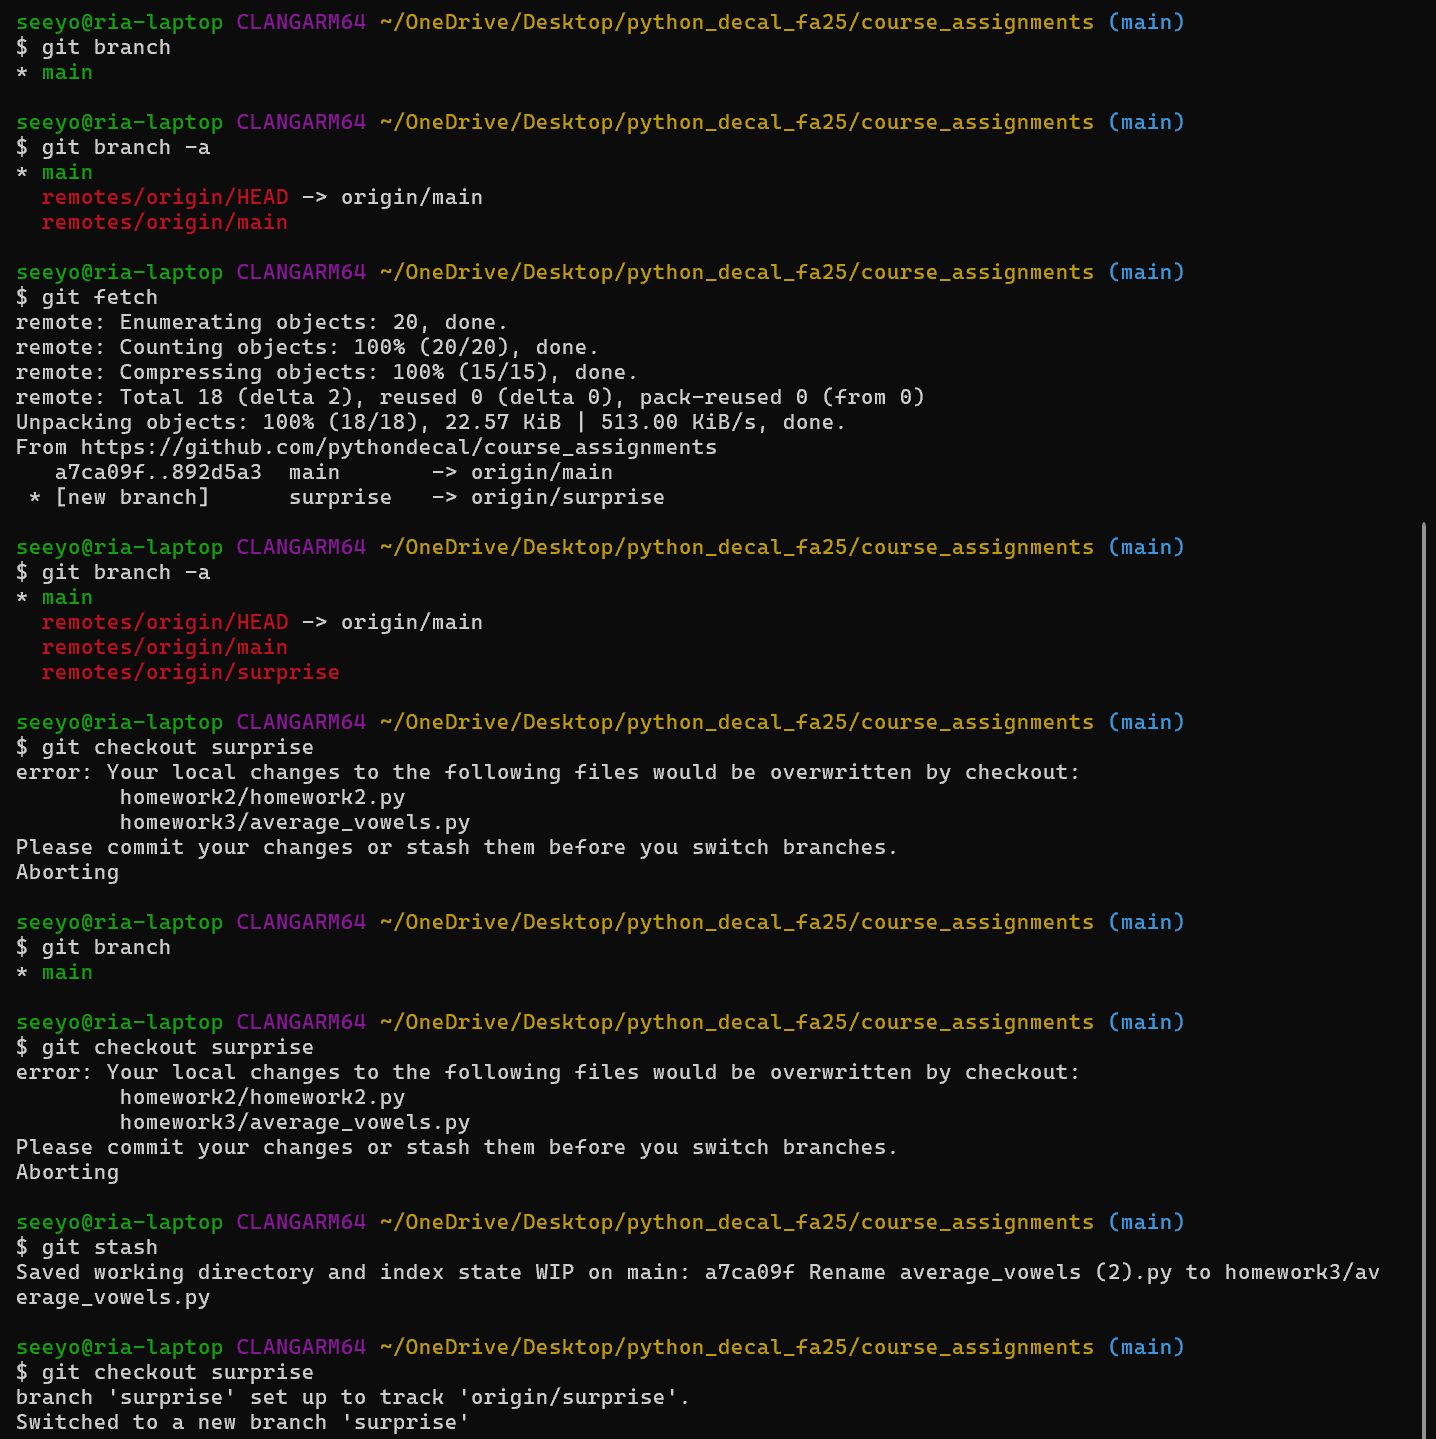 seeyo@ria-laptop CLANGARM64 ~/OneDrive/Desktop/python_decal_fa25/course_assignments (main)
$ git branch
* main
seeyo@ria-laptop CLANGARM64 ~/OneDrive/Desktop/python_decal_fa25/course_assignments (main)
$ git branch -a
* main
  remotes/origin/HEAD -> origin/main
  remotes/origin/main
seeyo@ria-laptop CLANGARM64 ~/OneDrive/Desktop/python_decal_fa25/course_assignments (main)
$ git fetch
remote: Enumerating objects: 20, done.
remote: Counting objects: 100% (20/20), done.
remote: Compressing objects: 100% (15/15), done.
remote: Total 18 (delta 2), reused 0 (delta 0), pack-reused 0 (from 0)
Unpacking objects: 100% (18/18), 22.57 KiB | 513.00 KiB/s, done.
From https://github.com/pythondecal/course_assignments
   a7ca09f..892d5a3  main       -> origin/main
 * [new branch]      surprise   -> origin/surprise
seeyo@ria-laptop CLANGARM64 ~/OneDrive/Desktop/python_decal_fa25/course_assignments (main)
$ git branch -a
* main
  remotes/origin/HEAD -> origin/main
  remotes/origin/main
  remotes/origin/surprise
seeyo@ria-laptop CLANGARM64 ~/OneDrive/Desktop/python_decal_fa25/course_assignments (main)
$ git checkout surprise
error: Your local changes to the following files would be overwritten by checkout:
        homework2/homework2.py
        homework3/average_vowels.py
Please commit your changes or stash them before you switch branches.
Aborting
seeyo@ria-laptop CLANGARM64 ~/OneDrive/Desktop/python_decal_fa25/course_assignments (main)
$ git branch
* main
seeyo@ria-laptop CLANGARM64 ~/OneDrive/Desktop/python_decal_fa25/course_assignments (main)
$ git checkout surprise
error: Your local changes to the following files would be overwritten by checkout:
        homework2/homework2.py
        homework3/average_vowels.py
Please commit your changes or stash them before you switch branches.
Aborting
seeyo@ria-laptop CLANGARM64 ~/OneDrive/Desktop/python_decal_fa25/course_assignments (main)
$ git stash
Saved working directory and index state WIP on main: a7ca09f Rename average_vowels (2).py to homework3/av
erage_vowels.py
seeyo@ria-laptop CLANGARM64 ~/OneDrive/Desktop/python_decal_fa25/course_assignments (main)
$ git checkout surprise
branch 'surprise' set up to track 'origin/surprise'.
Switched to a new branch 'surprise'